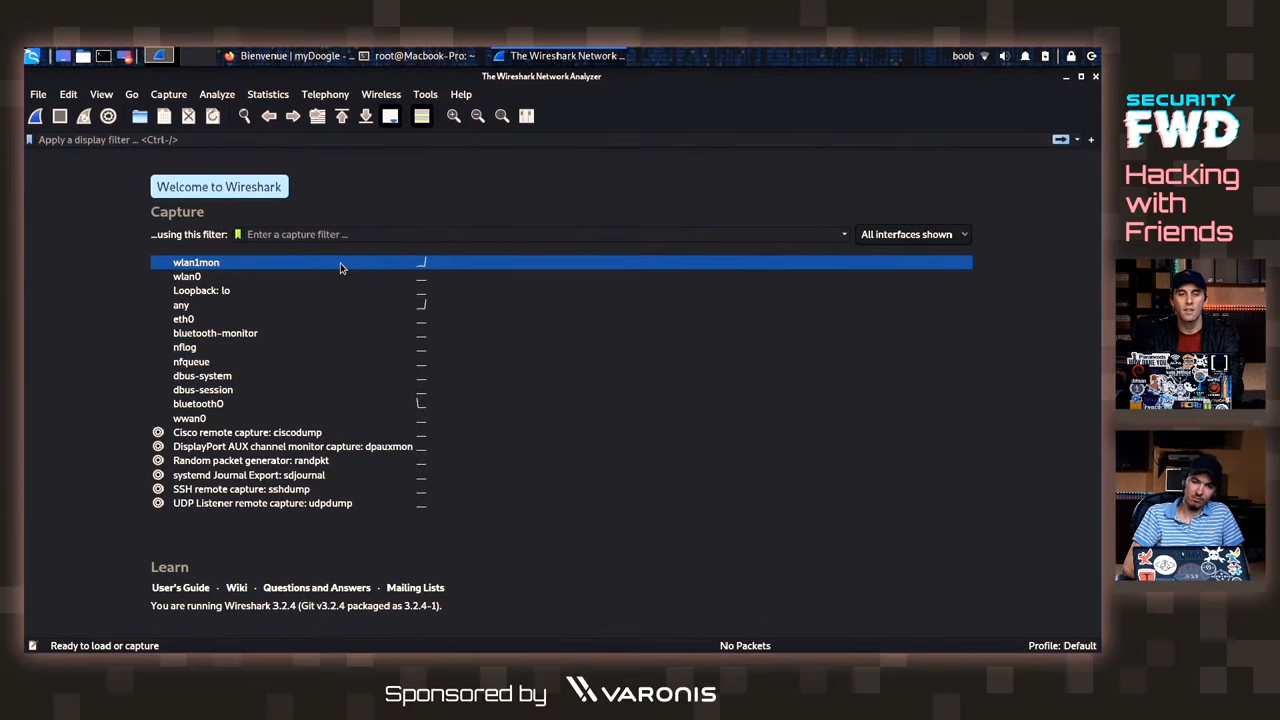 Bienvenue | myDoogle - ...
root@Macbook-Pro: ~
The Wireshark Network ...
boob
The Wireshark Network Analyzer
File Edit View Go Capture Analyze Statistics Telephony Wireless Tools Help
Apply a display filter ... <Ctrl-/>
+
Welcome to Wireshark
Capture
...using this filter:
Enter a capture filter ...
All interfaces shown
wlan1mon
wlan0
Loopback: lo
any
eth0
bluetooth-monitor
nflog
nfqueue
dbus-system
dbus-session
bluetooth0
wwan0
Cisco remote capture: ciscodump
DisplayPort AUX channel monitor capture: dpauxmon
Random packet generator: randpkt
systemd Journal Export: sdjournal
SSH remote capture: sshdump
UDP Listener remote capture: udpdump
Learn
User's Guide · Wiki · Questions and Answers · Mailing Lists
You are running Wireshark 3.2.4 (Git v3.2.4 packaged as 3.2.4-1).
Ready to load or capture
No Packets
Profile: Default
SECURITY
FWD
Hacking
with
Friends
debian
Sponsored by VARONIS